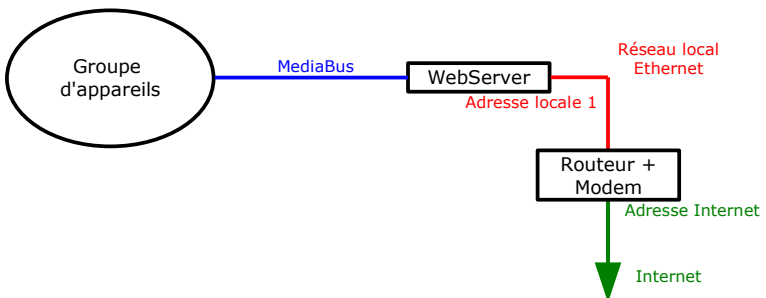 Groupe
d'appareils
MediaBus
WebServer
Réseau local
Ethernet
Adresse locale 1
Routeur +
Modem
Adresse Internet
Internet